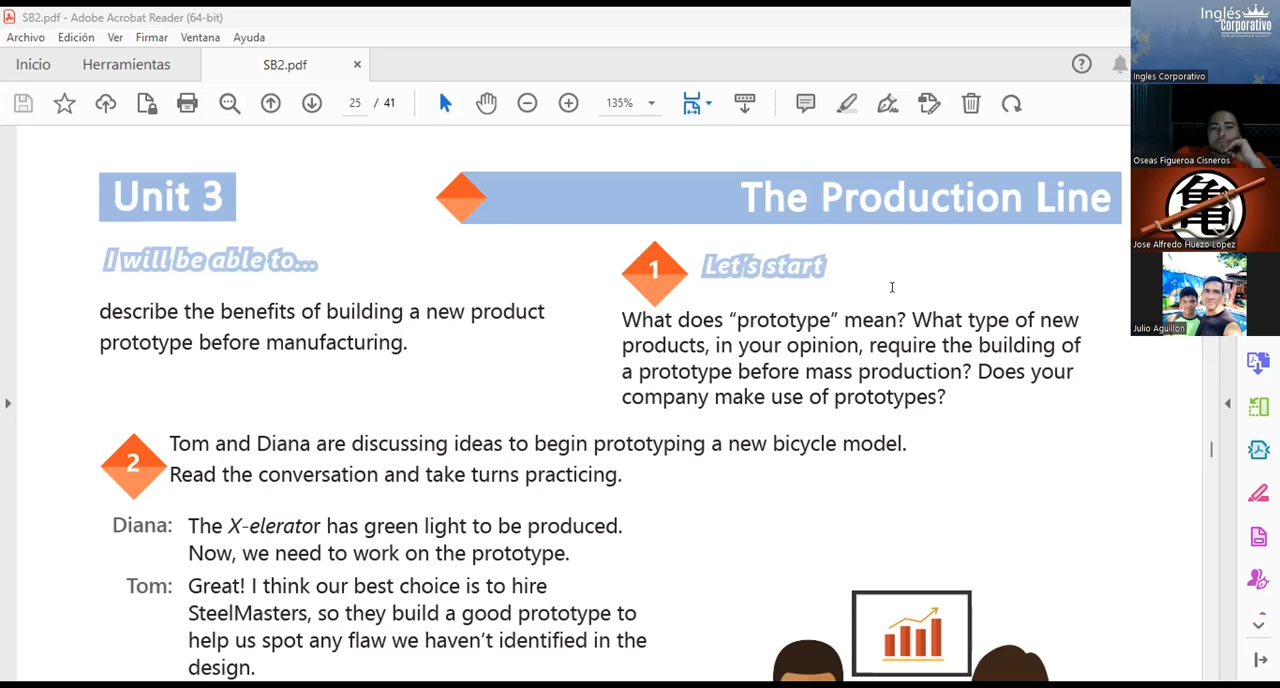 SB2.pdf - Adobe Acrobat Reader (64-bit)
Archivo Edición Ver Firmar Ventana Ayuda
Inicio Herramientas SB2.pdf ×
25 / 41 135%
Unit 3
The Production Line
I will be able to...
describe the benefits of building a new product
prototype before manufacturing.
1 Let's start
What does “prototype” mean? What type of new
products, in your opinion, require the building of
a prototype before mass production? Does your
company make use of prototypes?
2 Tom and Diana are discussing ideas to begin prototyping a new bicycle model.
Read the conversation and take turns practicing.
Diana: The X-elerator has green light to be produced.
Now, we need to work on the prototype.
Tom: Great! I think our best choice is to hire
SteelMasters, so they build a good prototype to
help us spot any flaw we haven't identified in the
design.
Inglés
Corporativo
Ingles Corporativo
Oseas Figueroa Cisneros
亀
Jose Alfredo Huezo Lopez
Julio Aguillon